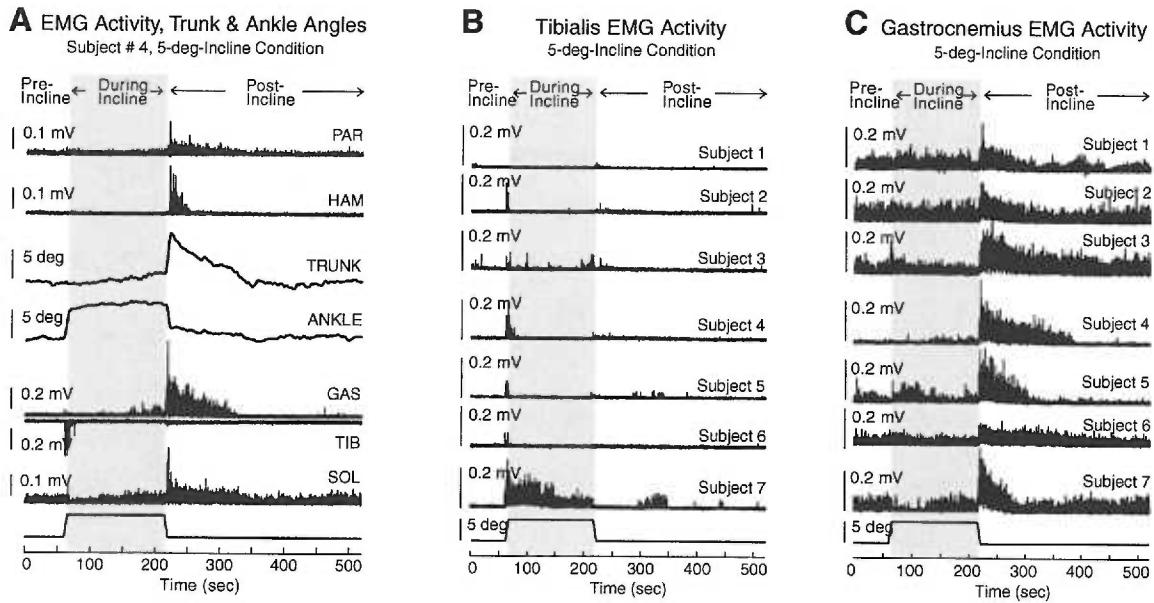 A EMG Activity, Trunk & Ankle Angles
Subject # 4, 5-deg-Incline Condition
Pre-
Incline
During
Incline
Post-
Incline
0.1 mV
PAR
0.1 mV
HAM
5 deg
TRUNK
5 deg
ANKLE
0.2 mV
GAS
0.2 m
TIB
0.1 mV
SOL
0 100 200 300 400 500
Time (sec)
B Tibialis EMG Activity
5-deg-Incline Condition
Pre-
Incline
During
Incline
Post-
Incline
0.2 mV
Subject 1
0.2 mV
Subject 2
0.2 mV
Subject 3
0.2 mV
Subject 4
0.2 mV
Subject 5
0.2 mV
Subject 6
0.2 mV
Subject 7
5 deg
0 100 200 300 400 500
Time (sec)
C Gastrocnemius EMG Activity
5-deg-Incline Condition
Pre-
Incline
During
Incline
Post-
Incline
0.2 mV
Subject 1
0.2 mV
Subject 2
0.2 mV
Subject 3
0.2 mV
Subject 4
0.2 mV
Subject 5
0.2 mV
Subject 6
0.2 mV
Subject 7
5 deg
0 100 200 300 400 500
Time (sec)